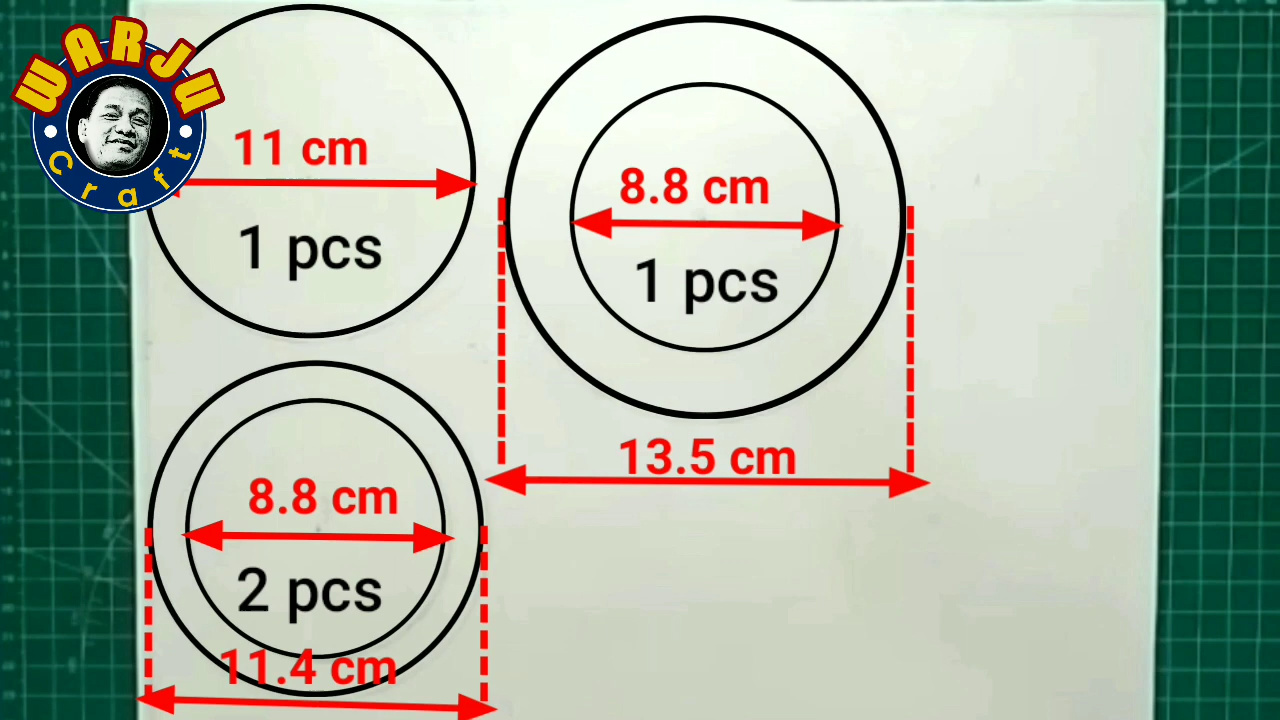 WARJU
Craft
11 cm
1 pcs
8.8 cm
1 pcs
13.5 cm
8.8 cm
2 pcs
11.4 cm